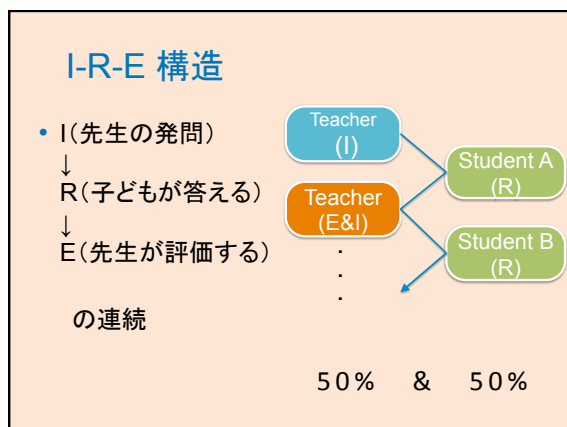 I-R-E 構造
• I(先生の発問)
↓
R(子どもが答える)
↓
E(先生が評価する)
の連続
Teacher
(I)
Student A
(R)
Teacher
(E&I)
Student B
(R)
.
.
.
50% & 50%